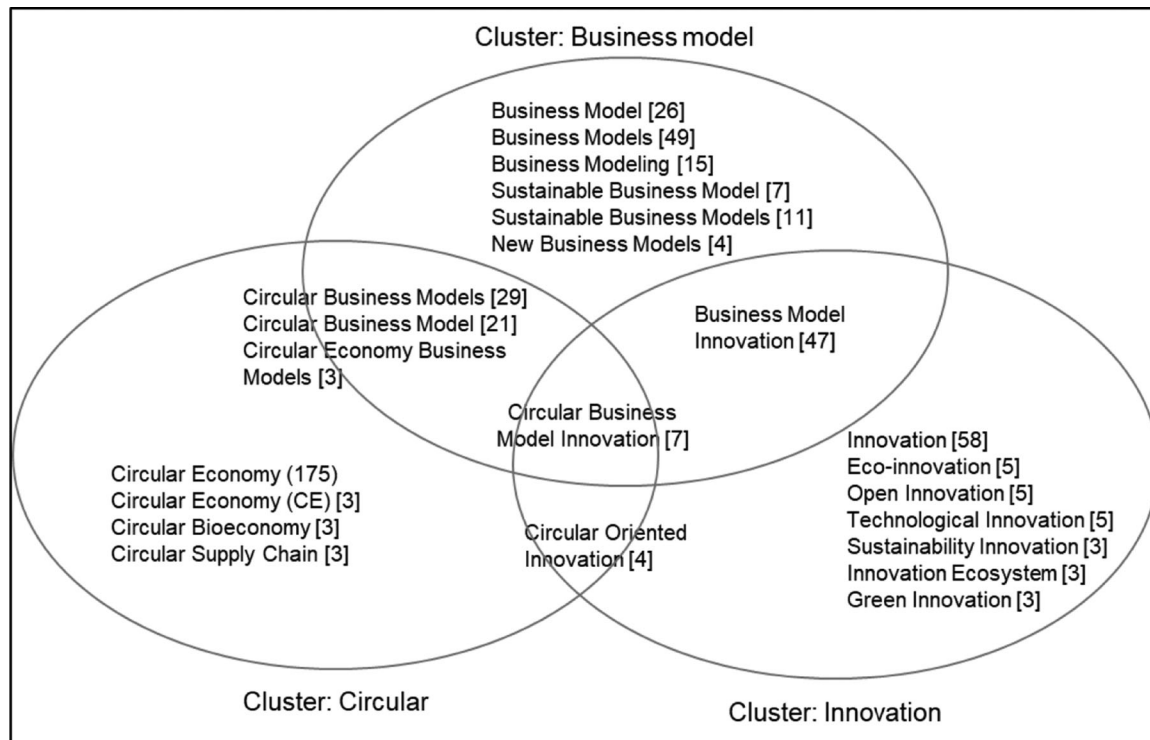 Cluster: Business model
Business Model [26]
Business Models [49]
Business Modeling [15]
Sustainable Business Model [7]
Sustainable Business Models [11]
New Business Models [4]
Circular Business Models [29]
Circular Business Model [21]
Circular Economy Business
Models [3]
Business Model
Innovation [47]
Circular Business
Model Innovation [7]
Circular Economy (175)
Circular Economy (CE) [3]
Circular Bioeconomy [3]
Circular Supply Chain [3]
Circular Oriented
Innovation [4]
Innovation [58]
Eco-innovation [5]
Open Innovation [5]
Technological Innovation [5]
Sustainability Innovation [3]
Innovation Ecosystem [3]
Green Innovation [3]
Cluster: Circular
Cluster: Innovation